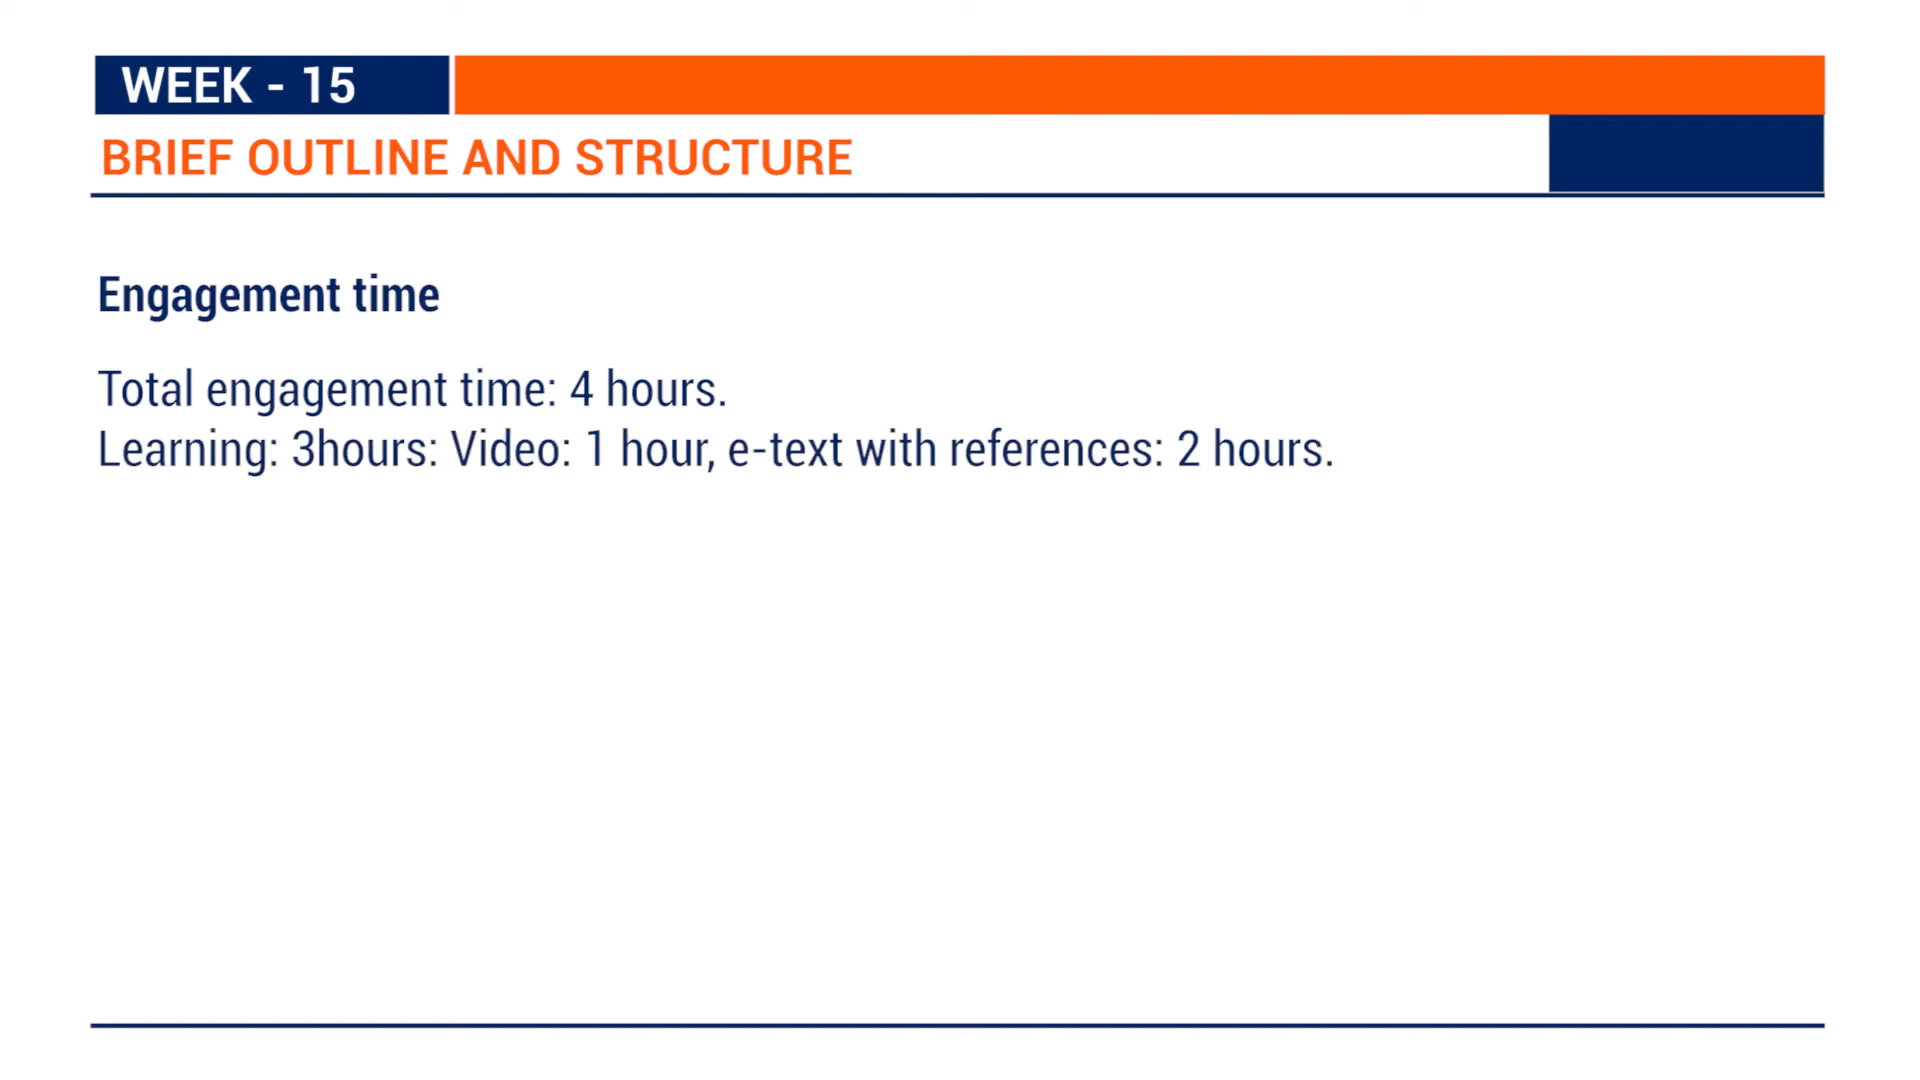 WEEK - 15
BRIEF OUTLINE AND STRUCTURE
Engagement time
Total engagement time: 4 hours.
Learning: 3hours: Video: 1 hour, e-text with references: 2 hours.